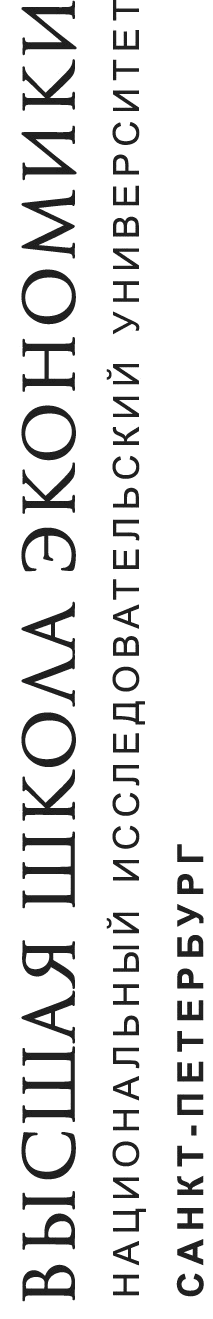 ВЫСШАЯ ШКОЛА ЭКОНОМИКИ
НАЦИОНАЛЬНЫЙ ИССЛЕДОВАТЕЛЬСКИЙ УНИВЕРСИТЕТ
САНКТ-ПЕТЕРБУРГ